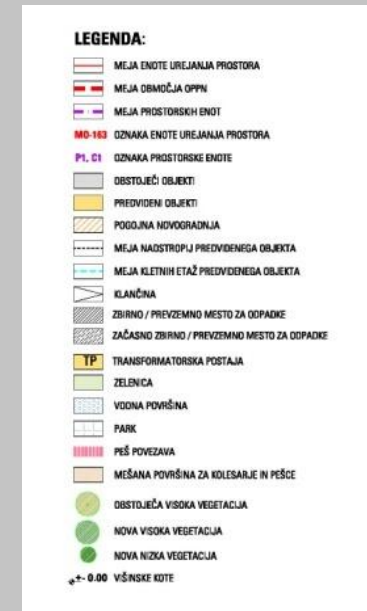 LEGENDA:
MEJA ENOTE UREJANJA PROSTORA
MEJA OBMOČJA OPPN
MEJA PROSTORSKIH ENOT
MO-163 OZNAKA ENOTE UREJANJA PROSTORA
P1, C1 OZNAKA PROSTORSKE ENOTE
OBSTOJEČI OBJEKTI
PREDVIDENI OBJEKTI
POGOJNA NOVOGRADNJA
MEJA NADSTROPIJ PREDVIDENEGA OBJEKTA
MEJA KLETNIH ETAŽ PREDVIDENEGA OBJEKTA
KLANČINA
ZBIRNO / PREVZEMNO MESTO ZA ODPADKE
ZAČASNO ZBIRNO / PREVZEMNO MESTO ZA ODPADKE
TP TRANSFORMATORSKA POSTAJA
ZELENICA
VODNA POVRŠINA
PARK
PEŠ POVEZAVA
MEŠANA POVRŠINA ZA KOLESARJE IN PEŠCE
OBSTOJEČA VISOKA VEGETACIJA
NOVA VISOKA VEGETACIJA
NOVA NIZKA VEGETACIJA
+- 0.00 VIŠINSKE KOTE